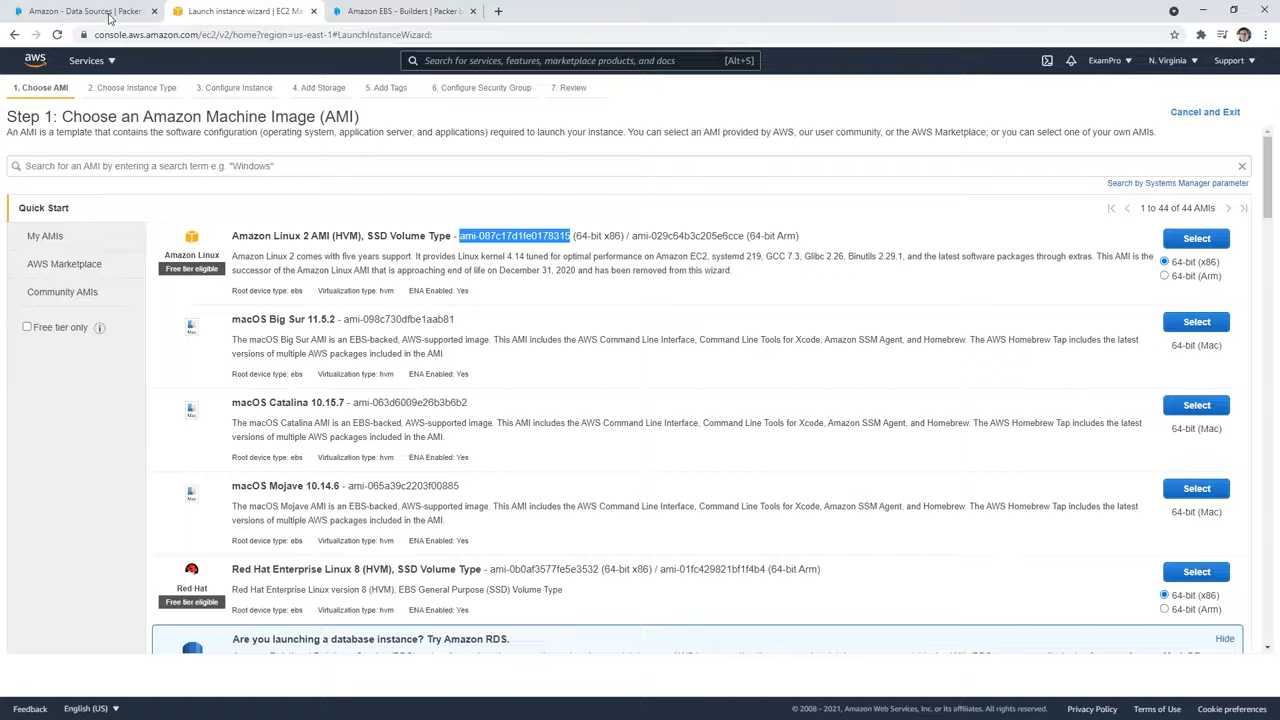 Amazon - Data Sources | Packer
Launch instance wizard | EC2 Ma
Amazon EBS - Builders | Packer b
console.aws.amazon.com/ec2/v2/home?region=us-east-1#LaunchInstanceWizard:
aws
Services
Search for services, features, marketplace products, and docs
[Alt+S]
ExamPro
N. Virginia
Support
1. Choose AMI
2. Choose Instance Type
3. Configure Instance
4. Add Storage
5. Add Tags
6. Configure Security Group
7. Review
Step 1: Choose an Amazon Machine Image (AMI)
Cancel and Exit
An AMI is a template that contains the software configuration (operating system, application server, and applications) required to launch your instance. You can select an AMI provided by AWS, our user community, or the AWS Marketplace; or you can select one of your own AMIs.
Search for an AMI by entering a search term e.g. "Windows"
Search by Systems Manager parameter
Quick Start
1 to 44 of 44 AMIs
My AMIs
AWS Marketplace
Community AMIs
Free tier only
Amazon Linux
Free tier eligible
Amazon Linux 2 AMI (HVM), SSD Volume Type - ami-087c17d1fe0178315 (64-bit x86) / ami-029c64b3c205e6cce (64-bit Arm)
Amazon Linux 2 comes with five years support. It provides Linux kernel 4.14 tuned for optimal performance on Amazon EC2, systemd 219, GCC 7.3, Glibc 2.26, Binutils 2.29.1, and the latest software packages through extras. This AMI is the
successor of the Amazon Linux AMI that is approaching end of life on December 31, 2020 and has been removed from this wizard.
Root device type: ebs Virtualization type: hvm ENA Enabled: Yes
Select
64-bit (x86)
64-bit (Arm)
Mac
macOS Big Sur 11.5.2 - ami-098c730dfbe1aab81
The macOS Big Sur AMI is an EBS-backed, AWS-supported image. This AMI includes the AWS Command Line Interface, Command Line Tools for Xcode, Amazon SSM Agent, and Homebrew. The AWS Homebrew Tap includes the latest
versions of multiple AWS packages included in the AMI.
Root device type: ebs Virtualization type: hvm ENA Enabled: Yes
Select
64-bit (Mac)
Mac
macOS Catalina 10.15.7 - ami-063d6009e26b3b6b2
The macOS Catalina AMI is an EBS-backed, AWS-supported image. This AMI includes the AWS Command Line Interface, Command Line Tools for Xcode, Amazon SSM Agent, and Homebrew. The AWS Homebrew Tap includes the latest
versions of multiple AWS packages included in the AMI.
Root device type: ebs Virtualization type: hvm ENA Enabled: Yes
Select
64-bit (Mac)
Mac
macOS Mojave 10.14.6 - ami-065a39c2203f00885
The macOS Mojave AMI is an EBS-backed, AWS-supported image. This AMI includes the AWS Command Line Interface, Command Line Tools for Xcode, Amazon SSM Agent, and Homebrew. The AWS Homebrew Tap includes the latest
versions of multiple AWS packages included in the AMI.
Root device type: ebs Virtualization type: hvm ENA Enabled: Yes
Select
64-bit (Mac)
Red Hat
Free tier eligible
Red Hat Enterprise Linux 8 (HVM), SSD Volume Type - ami-0b0af3577fe5e3532 (64-bit x86) / ami-01fc429821bf1f4b4 (64-bit Arm)
Red Hat Enterprise Linux version 8 (HVM), EBS General Purpose (SSD) Volume Type
Root device type: ebs Virtualization type: hvm ENA Enabled: Yes
Select
64-bit (x86)
64-bit (Arm)
Are you launching a database instance? Try Amazon RDS.
Hide
Feedback
English (US)
© 2008 - 2021, Amazon Web Services, Inc. or its affiliates. All rights reserved.
Privacy Policy
Terms of Use
Cookie preferences